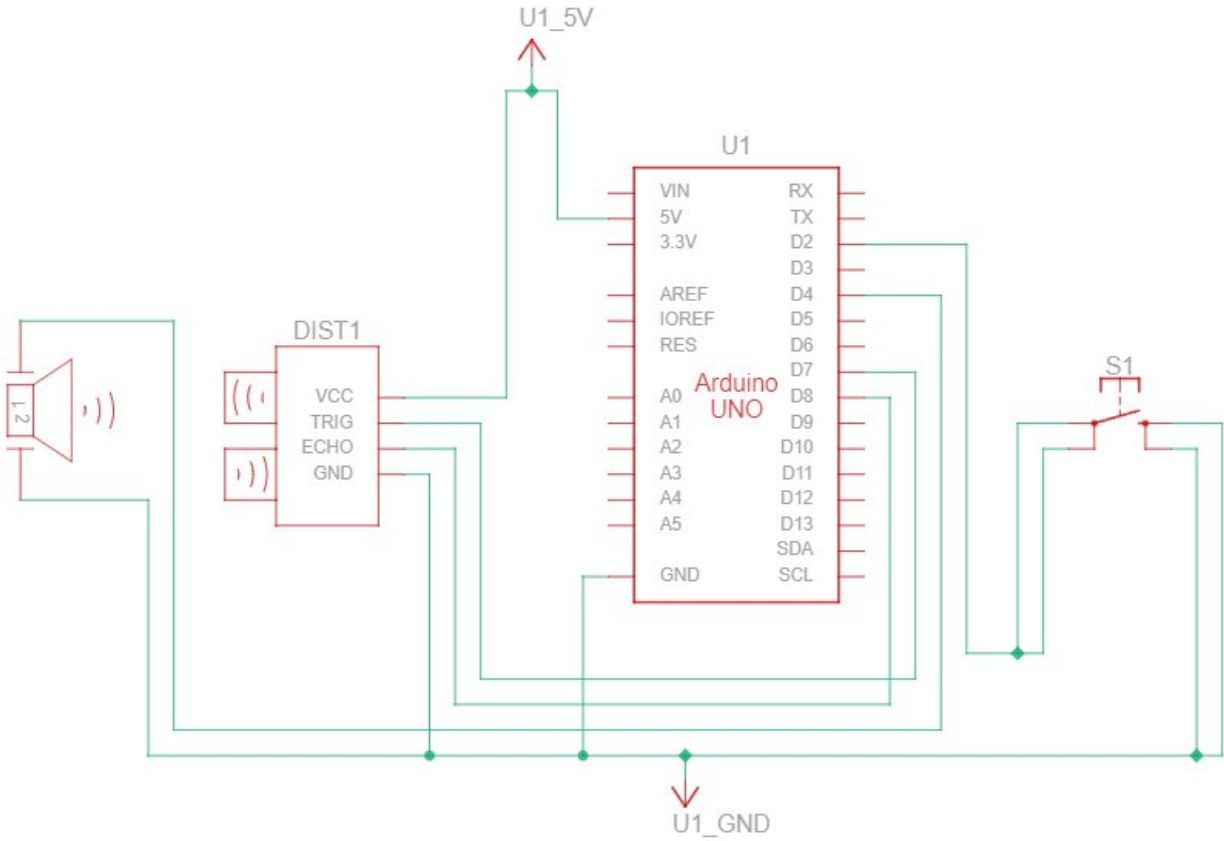 U1_5V
U1
VIN
5V
3.3V
AREF
IOREF
RES
A0
A1
A2
A3
A4
A5
GND
Arduino
UNO
RX
TX
D2
D3
D4
D5
D6
D7
D8
D9
D10
D11
D12
D13
SDA
SCL
DIST1
VCC
TRIG
ECHO
GND
1 2
S1
U1_GND